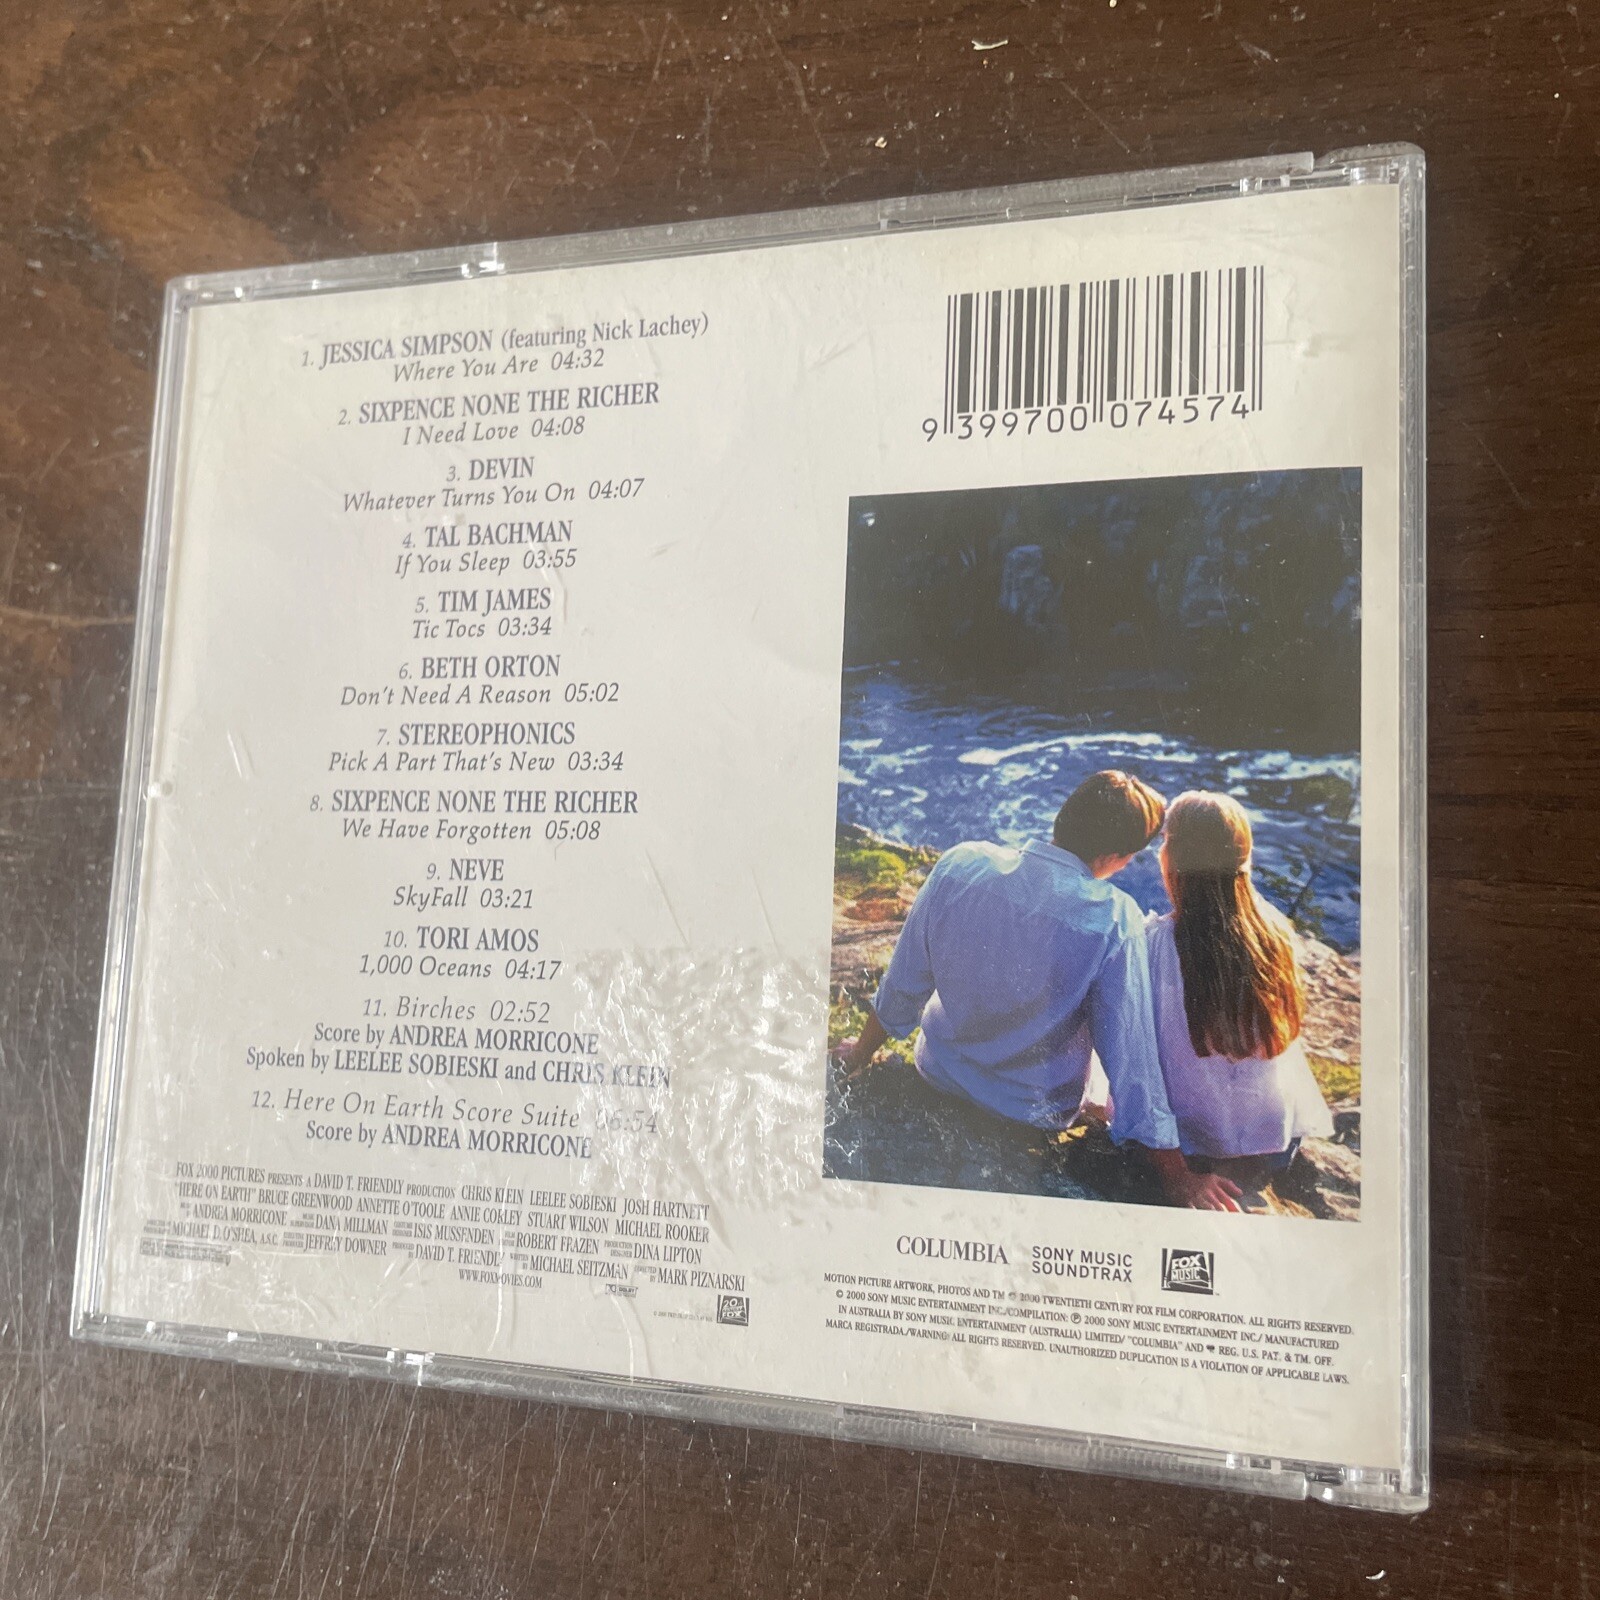 1. JESSICA SIMPSON (featuring Nick Lachey)
Where You Are 04:32
2. SIXPENCE NONE THE RICHER
I Need Love 04:08
3. DEVIN
Whatever Turns You On 04:07
4. TAL BACHMAN
If You Sleep 03:55
5. TIM JAMES
Tic Tocs 03:34
6. BETH ORTON
Don't Need A Reason 05:02
7. STEREOPHONICS
Pick A Part That's New 03:34
8. SIXPENCE NONE THE RICHER
We Have Forgotten 05:08
9. NEVE
SkyFall 03:21
10. TORI AMOS
1,000 Oceans 04:17
11. Birches 02:52
Score by ANDREA MORRICONE
Spoken by LEELEE SOBIESKI and CHRIS KLEIN
12. Here On Earth Score Suite 06:54
Score by ANDREA MORRICONE
FOX 2000 PICTURES PRESENTS A DAVID T. FRIENDLY PRODUCTION CHRIS KLEIN LEELEE SOBIESKI JOSH HARTNETT
"HERE ON EARTH" BRUCE GREENWOOD ANNETTE O'TOOLE ANNIE CORLEY STUART WILSON MICHAEL ROOKER
ANDREA MORRICONE DANA MILLMAN ISIS MUSSENDEN ROBERT FRAZEN PRODUCTION DESIGNER DINA LIPTON
MICHAEL D. O'SHEA, A.S.C. JEFFREY DOWNER DAVID T. FRIENDLY MICHAEL SEITZMAN MARK PIZNARSKI
WWW.FOXMOVIES.COM
9 399700 074574
COLUMBIA
SONY MUSIC
SOUNDTRAX
FOX
MUSIC
MOTION PICTURE ARTWORK, PHOTOS AND TM © 2000 TWENTIETH CENTURY FOX FILM CORPORATION. ALL RIGHTS RESERVED.
© 2000 SONY MUSIC ENTERTAINMENT INC./COMPILATION: ℗ 2000 SONY MUSIC ENTERTAINMENT INC./ MANUFACTURED
IN AUSTRALIA BY SONY MUSIC ENTERTAINMENT (AUSTRALIA) LIMITED/ "COLUMBIA" AND REG. U.S. PAT. & TM. OFF.
MARCA REGISTRADA./WARNING: ALL RIGHTS RESERVED. UNAUTHORIZED DUPLICATION IS A VIOLATION OF APPLICABLE LAWS.